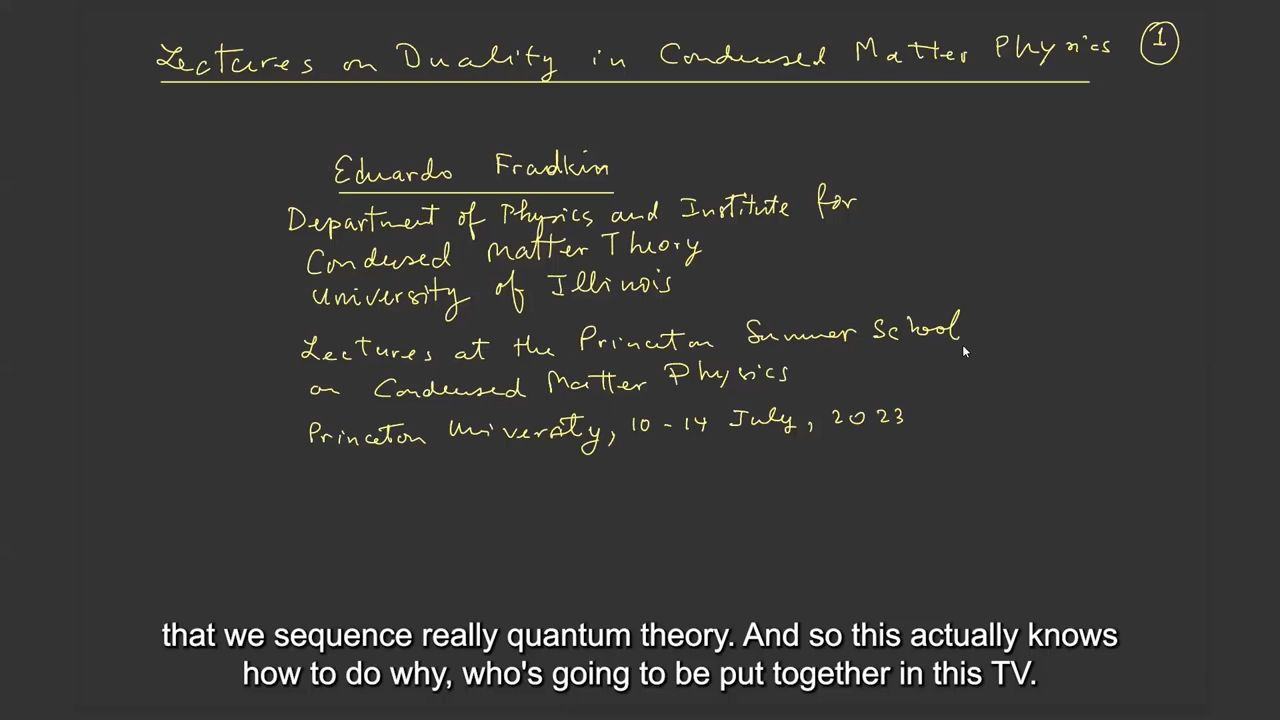 Lectures on Duality in Condensed Matter Physics 1
Eduardo Fradkin
Department of Physics and Institute for
Condensed Matter Theory
University of Illinois
Lectures at the Princeton Summer School
on Condensed Matter Physics
Princeton University, 10-14 July, 2023
that we sequence really quantum theory. And so this actually knows
how to do why, who's going to be put together in this TV.